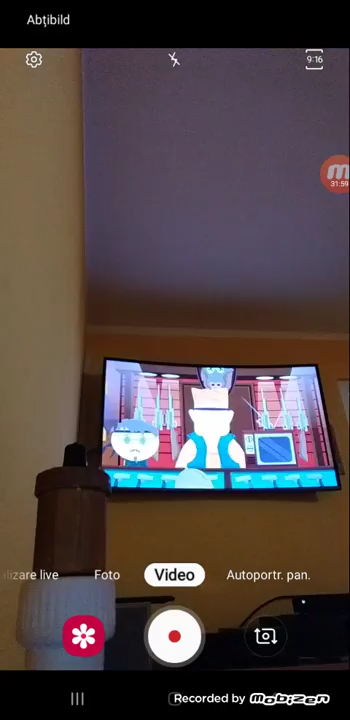 Abțibild
9:16
31:59
lizare live Foto Video Autoportr. pan.
Recorded by mobizen